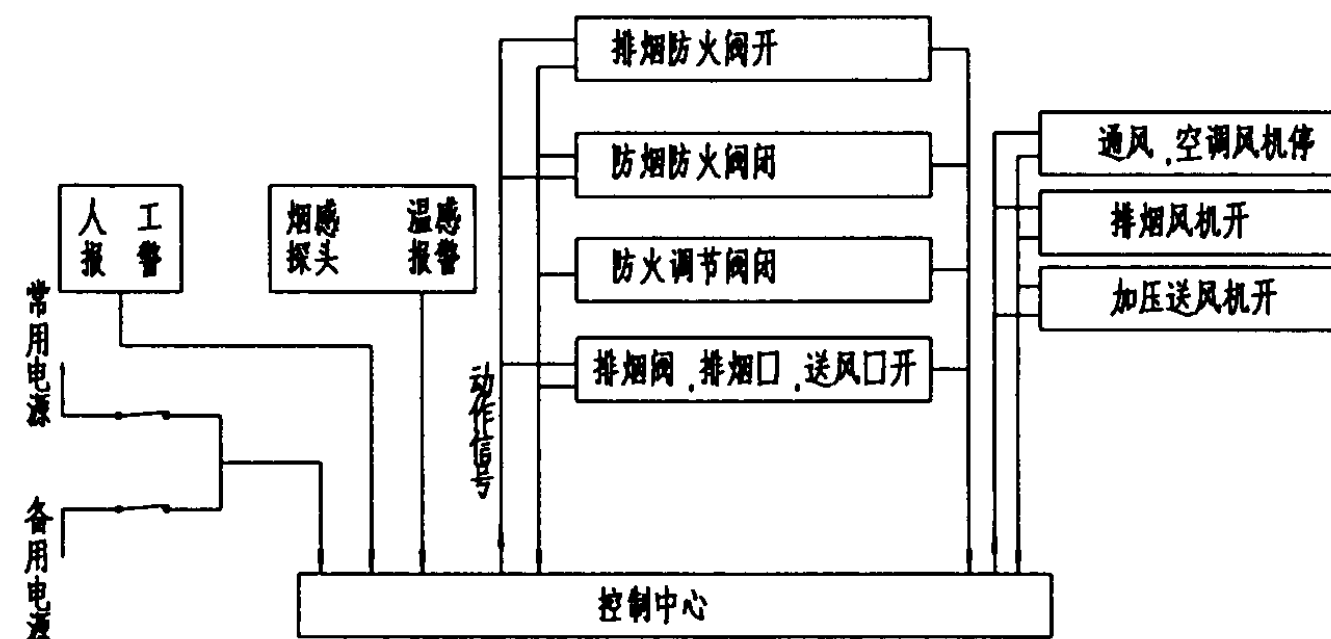 排烟防火阀开
防烟防火阀闭
防火调节阀闭
排烟阀,排烟口,送风口开
通风,空调风机停
排烟风机开
加压送风机开
人工
报警
烟感 温感
探头 报警
常用电源
备用电源
动作信号
控制中心